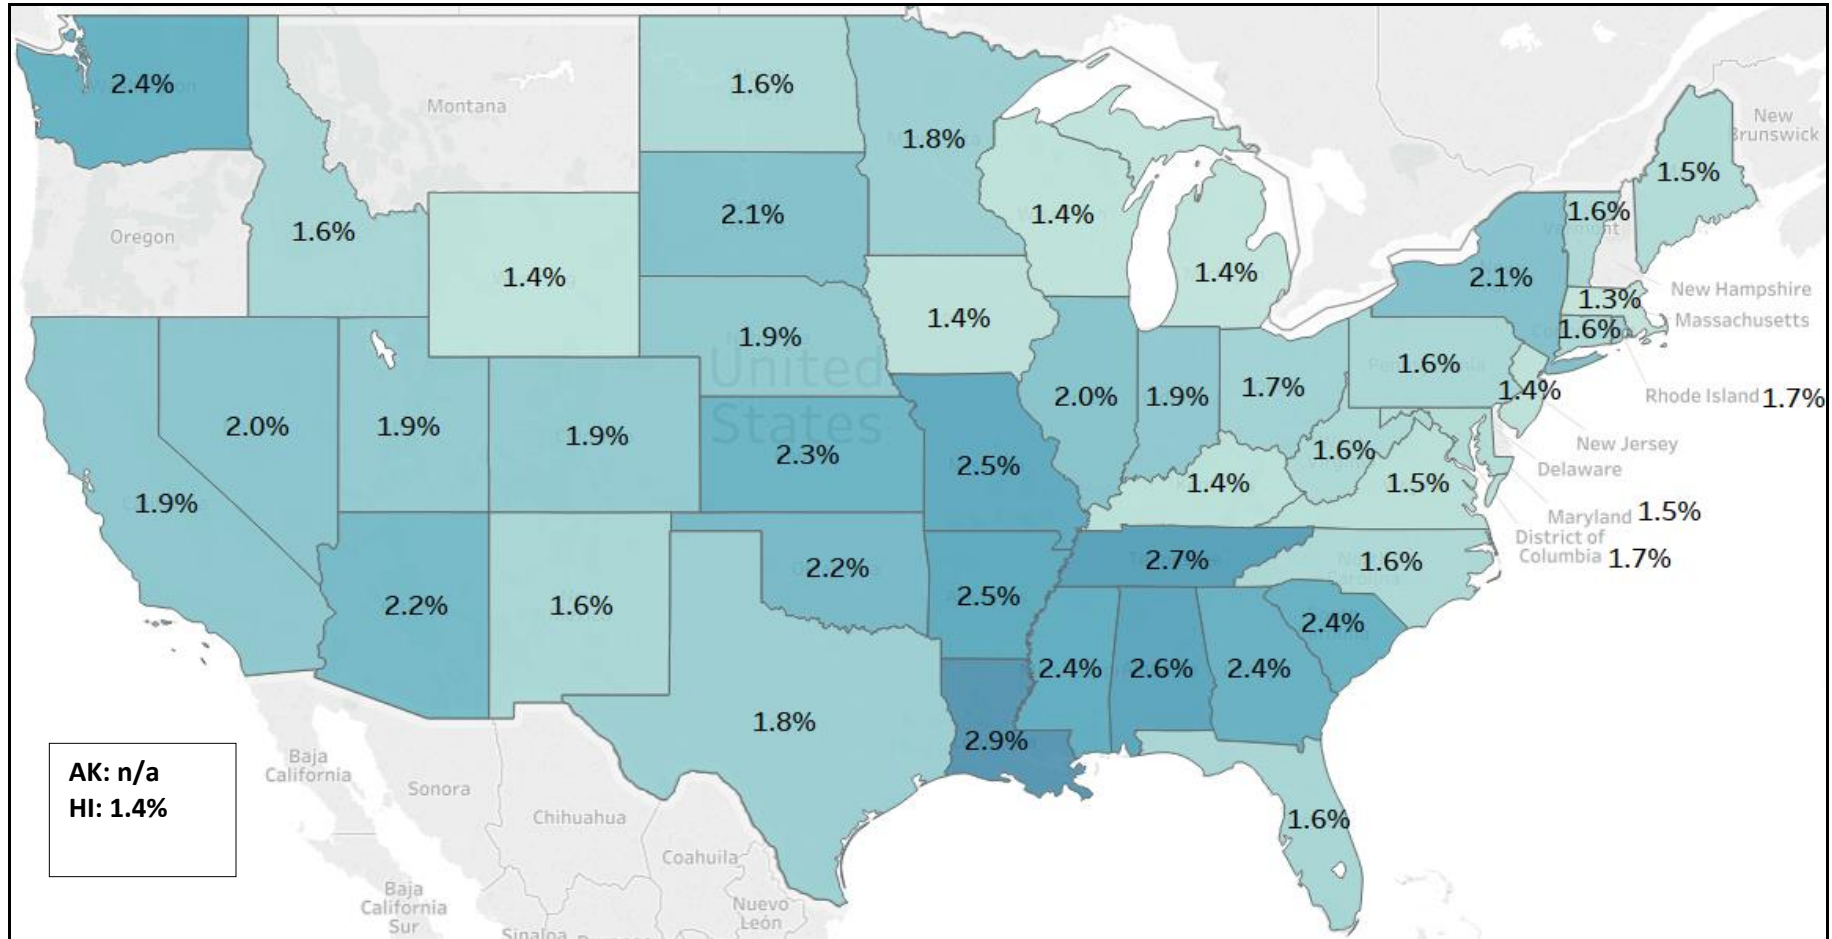 2.4%
Montana
1.6%
1.8%
New
Brunswick
1.5%
Oregon
1.6%
2.1%
1.4%
1.6%
1.4%
1.4%
2.1%
New Hampshire
1.3%
Massachusetts
1.4%
1.9%
1.6%
United
States
2.0%
1.9%
1.7%
1.6%
1.4%
Rhode Island 1.7%
2.0%
1.9%
1.9%
2.3%
2.5%
1.6%
New Jersey
Delaware
1.9%
1.4%
1.5%
Maryland 1.5%
District of
Columbia 1.7%
2.2%
1.6%
2.2%
2.5%
2.7%
1.6%
2.4%
1.8%
2.4%
2.6%
2.4%
2.9%
1.6%
AK: n/a
HI: 1.4%
Baja
California
Sonora
Chihuahua
Coahuila
Baja
California
Sur
Nuevo
León
Sinaloa